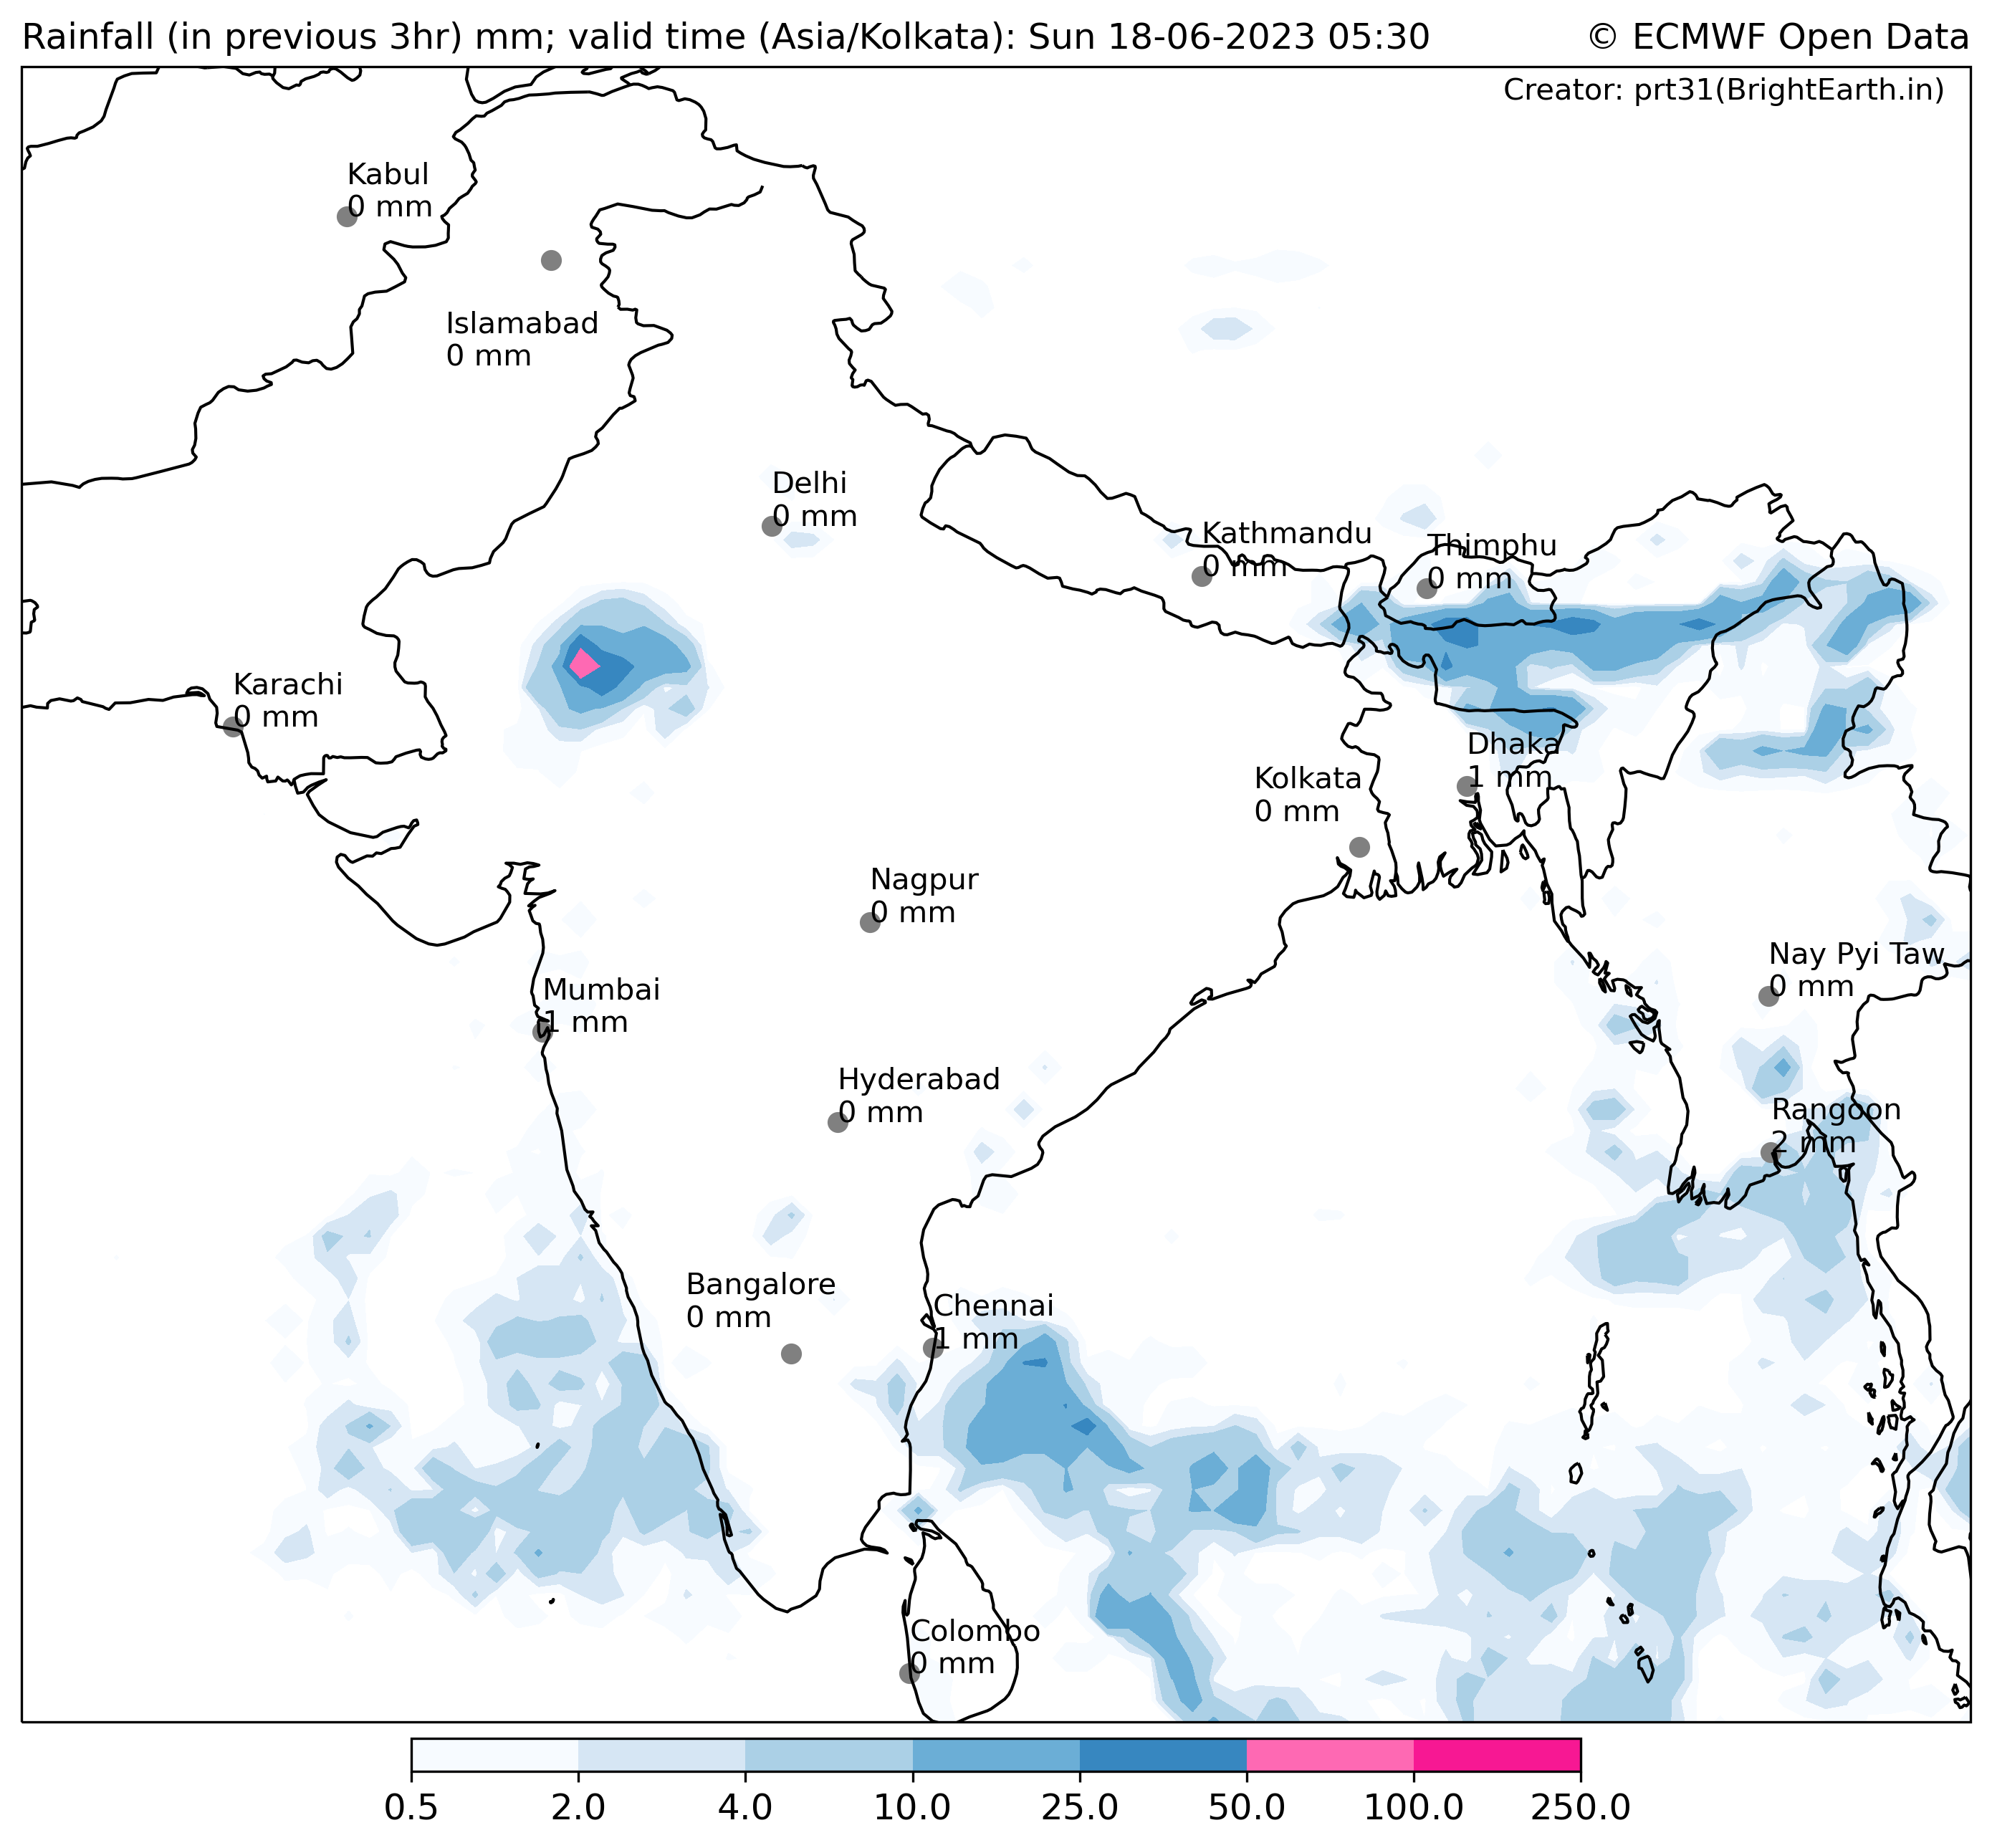 Rainfall (in previous 3hr) mm; valid time (Asia/Kolkata): Sun 18-06-2023 05:30
© ECMWF Open Data
Creator: prt31(BrightEarth.in)
Kabul
0 mm
Islamabad
0 mm
Delhi
0 mm
Kathmandu
0 mm
Thimphu
0 mm
Karachi
0 mm
Dhaka
1 mm
Kolkata
0 mm
Nagpur
0 mm
Nay Pyi Taw
0 mm
Mumbai
1 mm
Hyderabad
0 mm
Rangoon
2 mm
Bangalore
0 mm
Chennai
1 mm
Colombo
0 mm
0.5 2.0 4.0 10.0 25.0 50.0 100.0 250.0